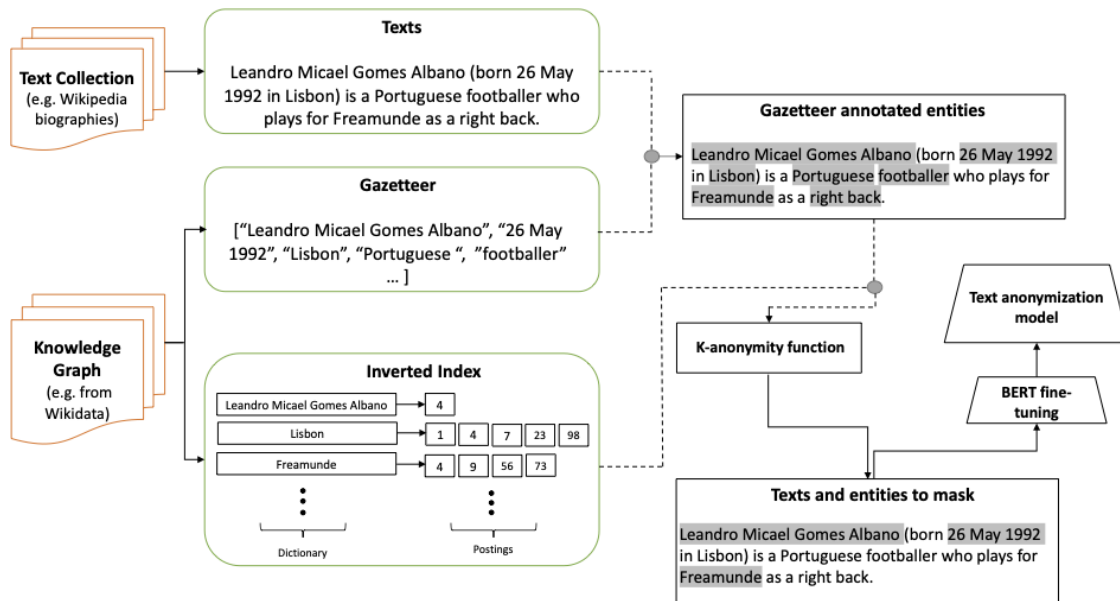 Text Collection
(e.g. Wikipedia
biographies)
Texts
Leandro Micael Gomes Albano (born 26 May
1992 in Lisbon) is a Portuguese footballer who
plays for Freamunde as a right back.
Gazetteer annotated entities
Leandro Micael Gomes Albano (born 26 May 1992
in Lisbon) is a Portuguese footballer who plays for
Freamunde as a right back.
Gazetteer
[“Leandro Micael Gomes Albano”, “26 May
1992”, “Lisbon”, “Portuguese “, ”footballer”
... ]
Knowledge
Graph
(e.g. from
Wikidata)
Inverted Index
Leandro Micael Gomes Albano 4
Lisbon 1 4 7 23 98
Freamunde 4 9 56 73
Dictionary
Postings
K-anonymity function
Text anonymization
model
BERT fine-
tuning
Texts and entities to mask
Leandro Micael Gomes Albano (born 26 May 1992
in Lisbon) is a Portuguese footballer who plays for
Freamunde as a right back.